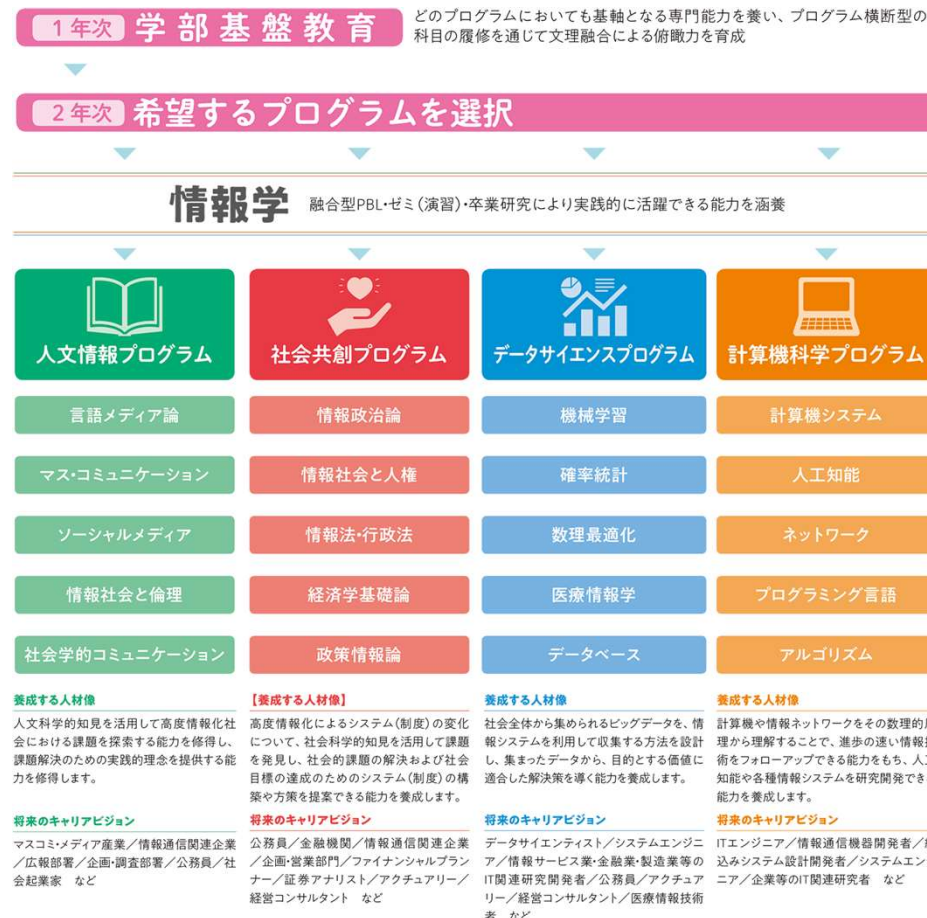 1年次 学部基盤教育
どのプログラムにおいても基軸となる専門能力を養い、プログラム横断型の
科目の履修を通じて文理融合による俯瞰力を育成
2年次 希望するプログラムを選択
情報学 融合型PBL・ゼミ(演習)・卒業研究により実践的に活躍できる能力を涵養
人文情報プログラム
言語メディア論
マス・コミュニケーション
ソーシャルメディア
情報社会と倫理
社会学的コミュニケーション
養成する人材像
人文科学的知見を活用して高度情報化社
会における課題を探索する能力を修得し、
課題解決のための実践的理念を提供する能
力を修得します。
将来のキャリアビジョン
マスコミ・メディア産業／情報通信関連企業
／広報部署／企画・調査部署／公務員／社
会起業家 など
社会共創プログラム
情報政治論
情報社会と人権
情報法・行政法
経済学基礎論
政策情報論
【養成する人材像】
高度情報化によるシステム(制度)の変化
について、社会科学的知見を活用して課題
を発見し、社会的課題の解決および社会
目標の達成のためのシステム(制度)の構
築や方策を提案できる能力を養成します。
将来のキャリアビジョン
公務員／金融機関／情報通信関連企業
／企画・営業部門／ファイナンシャルプラン
ナー／証券アナリスト／アクチュアリー／
経営コンサルタント など
データサイエンスプログラム
機械学習
確率統計
数理最適化
医療情報学
データベース
養成する人材像
社会全体から集められるビッグデータを、情
報システムを利用して収集する方法を設計
し、集まったデータから、目的とする価値に
適合した解決策を導く能力を養成します。
将来のキャリアビジョン
データサイエンティスト／システムエンジニ
ア／情報サービス業・金融業・製造業等の
IT関連研究開発者／公務員／アクチュア
リー／経営コンサルタント／医療情報技術
者 など
計算機科学プログラム
計算機システム
人工知能
ネットワーク
プログラミング言語
アルゴリズム
養成する人材像
計算機や情報ネットワークをその数理的
理から理解することで、進歩の速い情報
術をフォローアップできる能力をもち、人
知能や各種情報システムを研究開発でき
能力を養成します。
将来のキャリアビジョン
ITエンジニア／情報通信機器開発者／
込みシステム設計開発者／システムエン
ニア／企業等のIT関連研究者 など